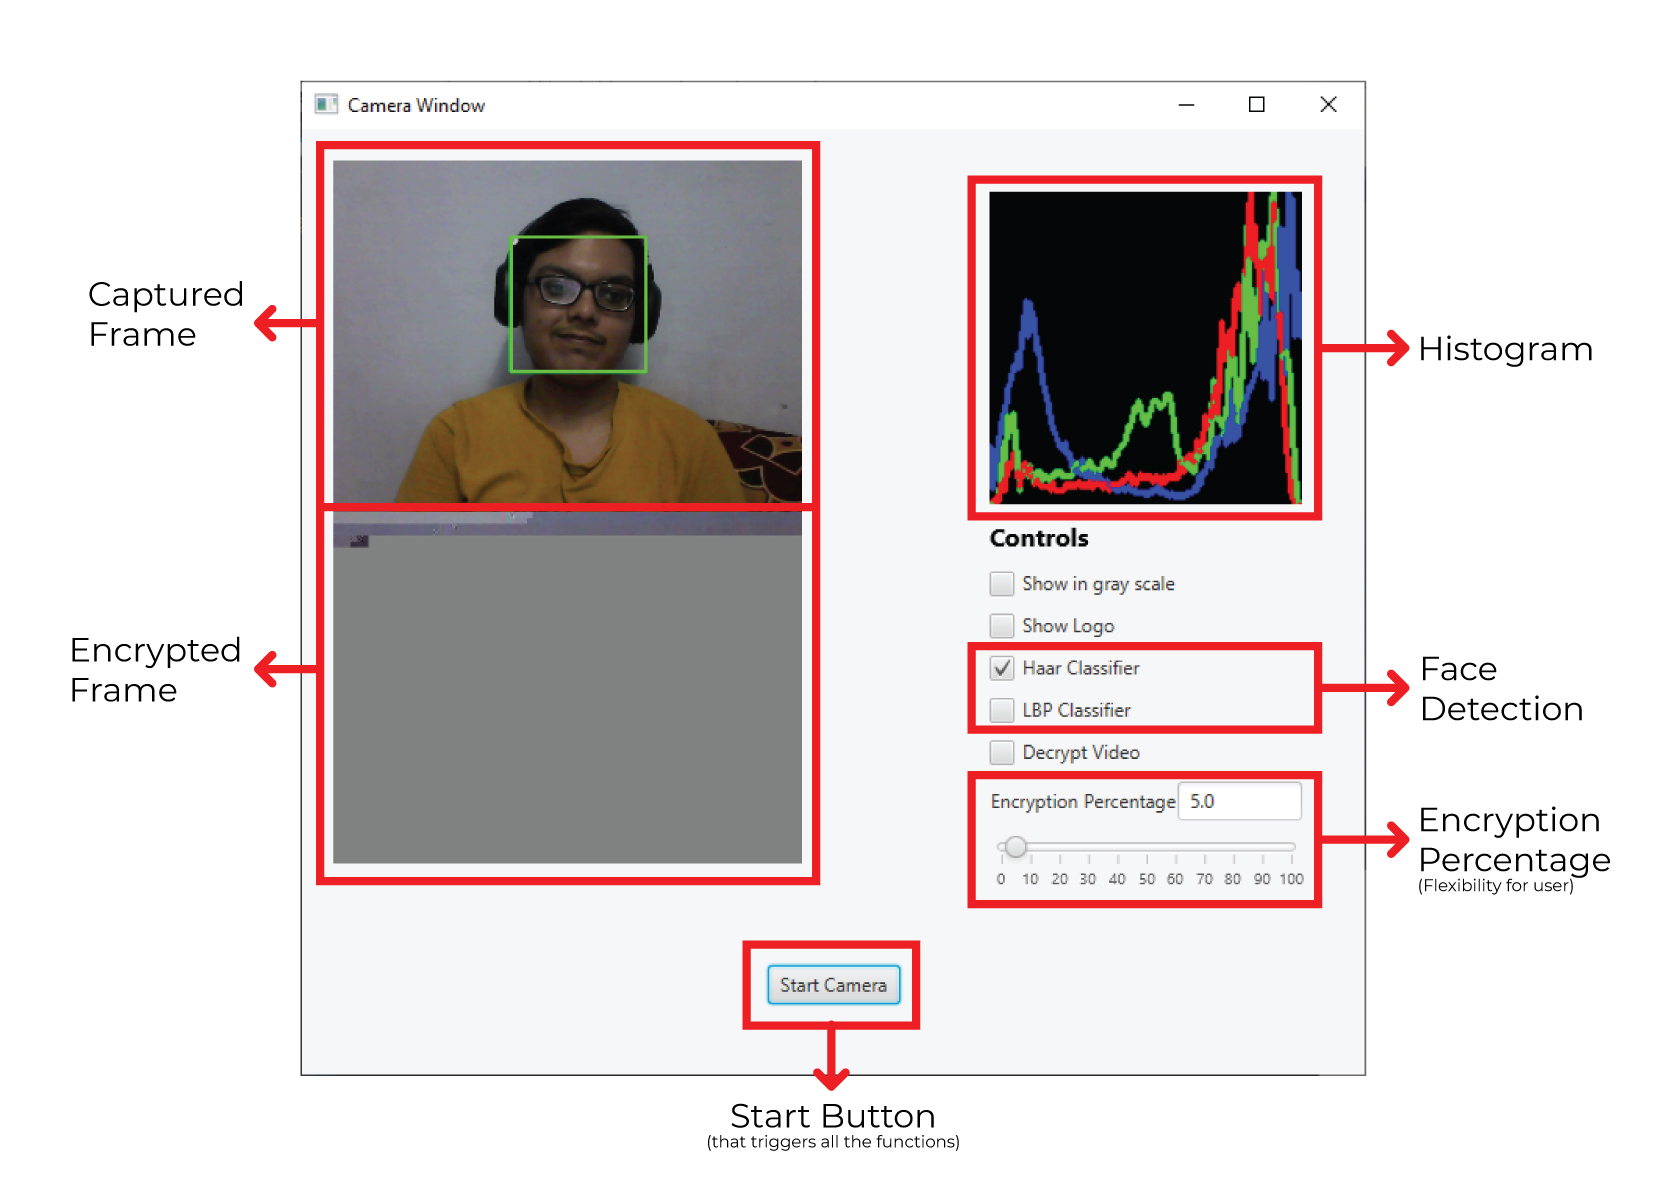 Camera Window
Captured
Frame
Histogram
Controls
Show in gray scale
Show Logo
Haar Classifier
LBP Classifier
Face
Detection
Encrypted
Frame
Decrypt Video
Encryption Percentage 5.0
0 10 20 30 40 50 60 70 80 90 100
Encryption
Percentage
(Flexibility for user)
Start Camera
Start Button
(that triggers all the functions)